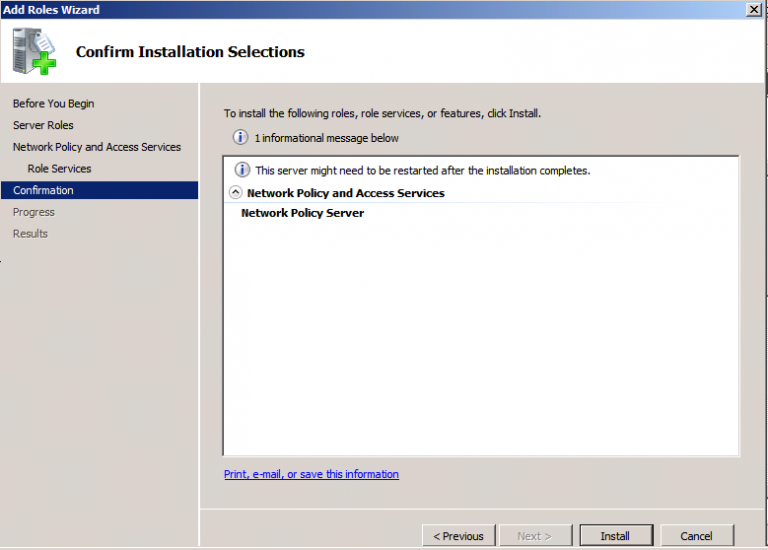 Add Roles Wizard
Confirm Installation Selections
Before You Begin
Server Roles
Network Policy and Access Services
Role Services
Confirmation
Progress
Results
To install the following roles, role services, or features, click Install.
1 informational message below
This server might need to be restarted after the installation completes.
Network Policy and Access Services
Network Policy Server
Print, e-mail, or save this information
< Previous
Next >
Install
Cancel